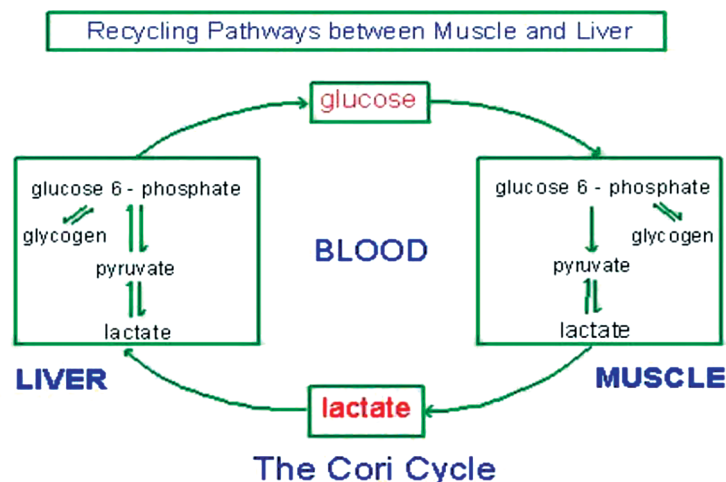 Recycling Pathways between Muscle and Liver
glucose
glucose 6 - phosphate
glycogen
pyruvate
lactate
LIVER
BLOOD
glucose 6 - phosphate
glycogen
pyruvate
lactate
MUSCLE
lactate
The Cori Cycle